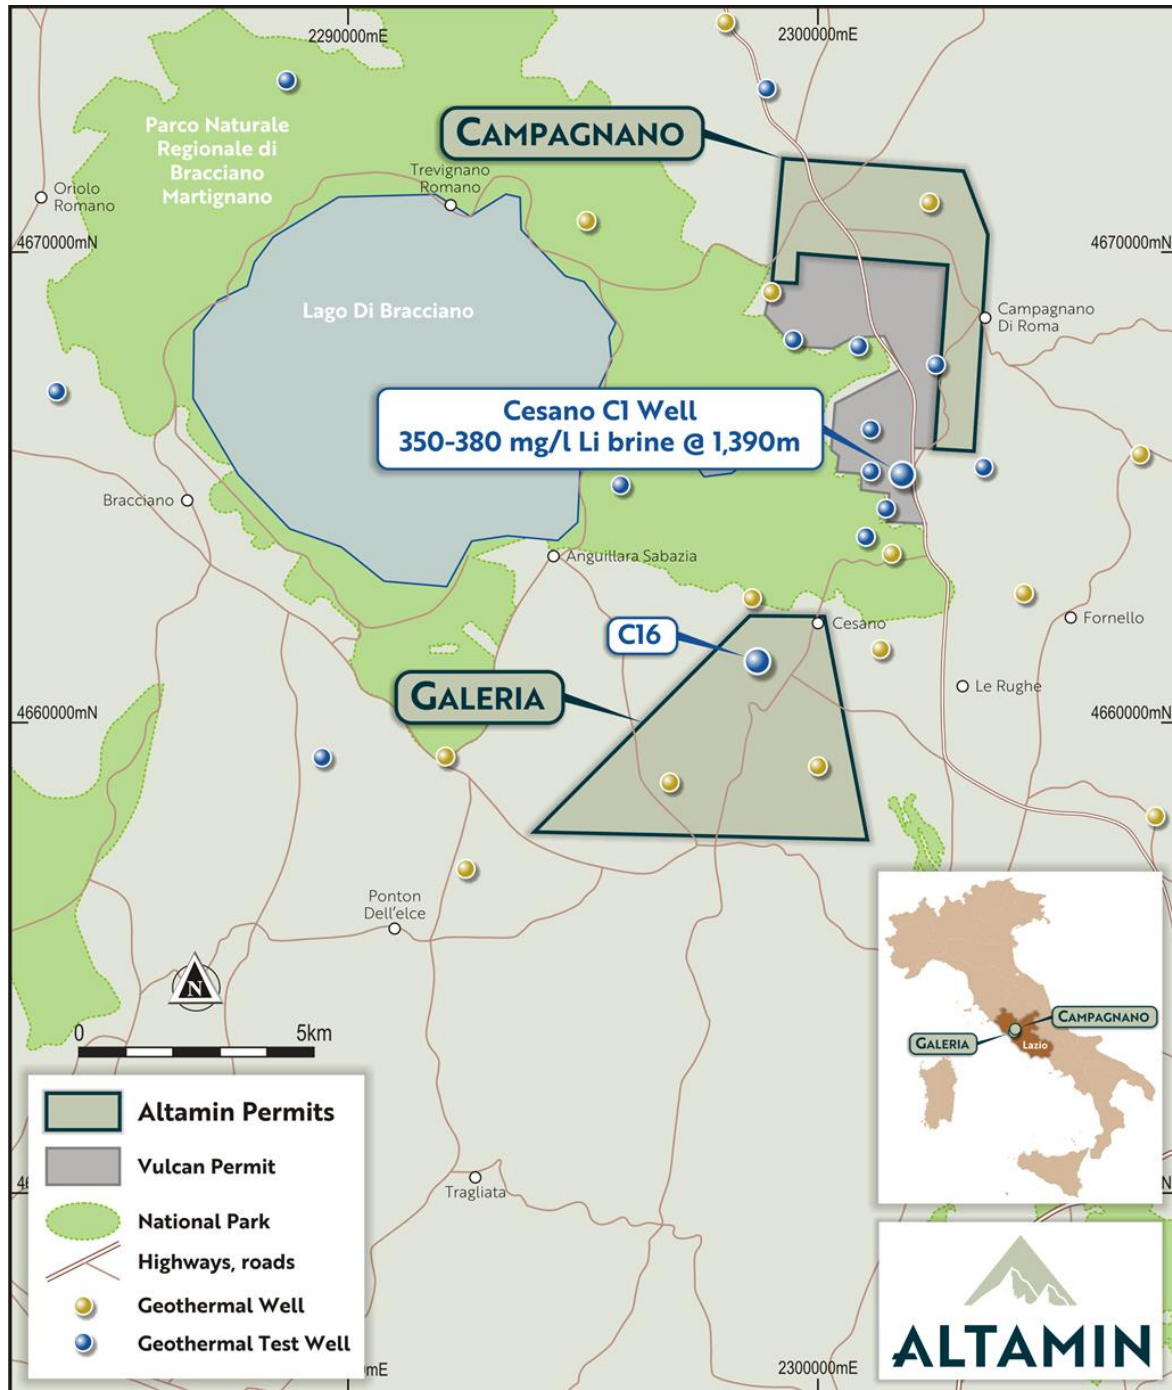 2290000mE
2300000mE
Parco Naturale
Regionale di
Bracciano
Martignano
CAMPAGNANO
Trevignano
Romano
Oriolo
Romano
4670000mN
4670000mN
Lago Di Bracciano
Campagnano
Di Roma
Cesano C1 Well
350-380 mg/l Li brine @ 1,390m
Bracciano
Anguillara Sabazia
C16
Cesano
Fornello
GALERIA
Le Rughe
4660000mN
4660000mN
Ponton
Dell'elce
N
0
5km
CAMPAGNANO
GALERIA
Lazio
Altamin Permits
Vulcan Permit
National Park
Highways, roads
Geothermal Well
Geothermal Test Well
Tragliata
46
N
mE
2300000mE
ALTAMIN